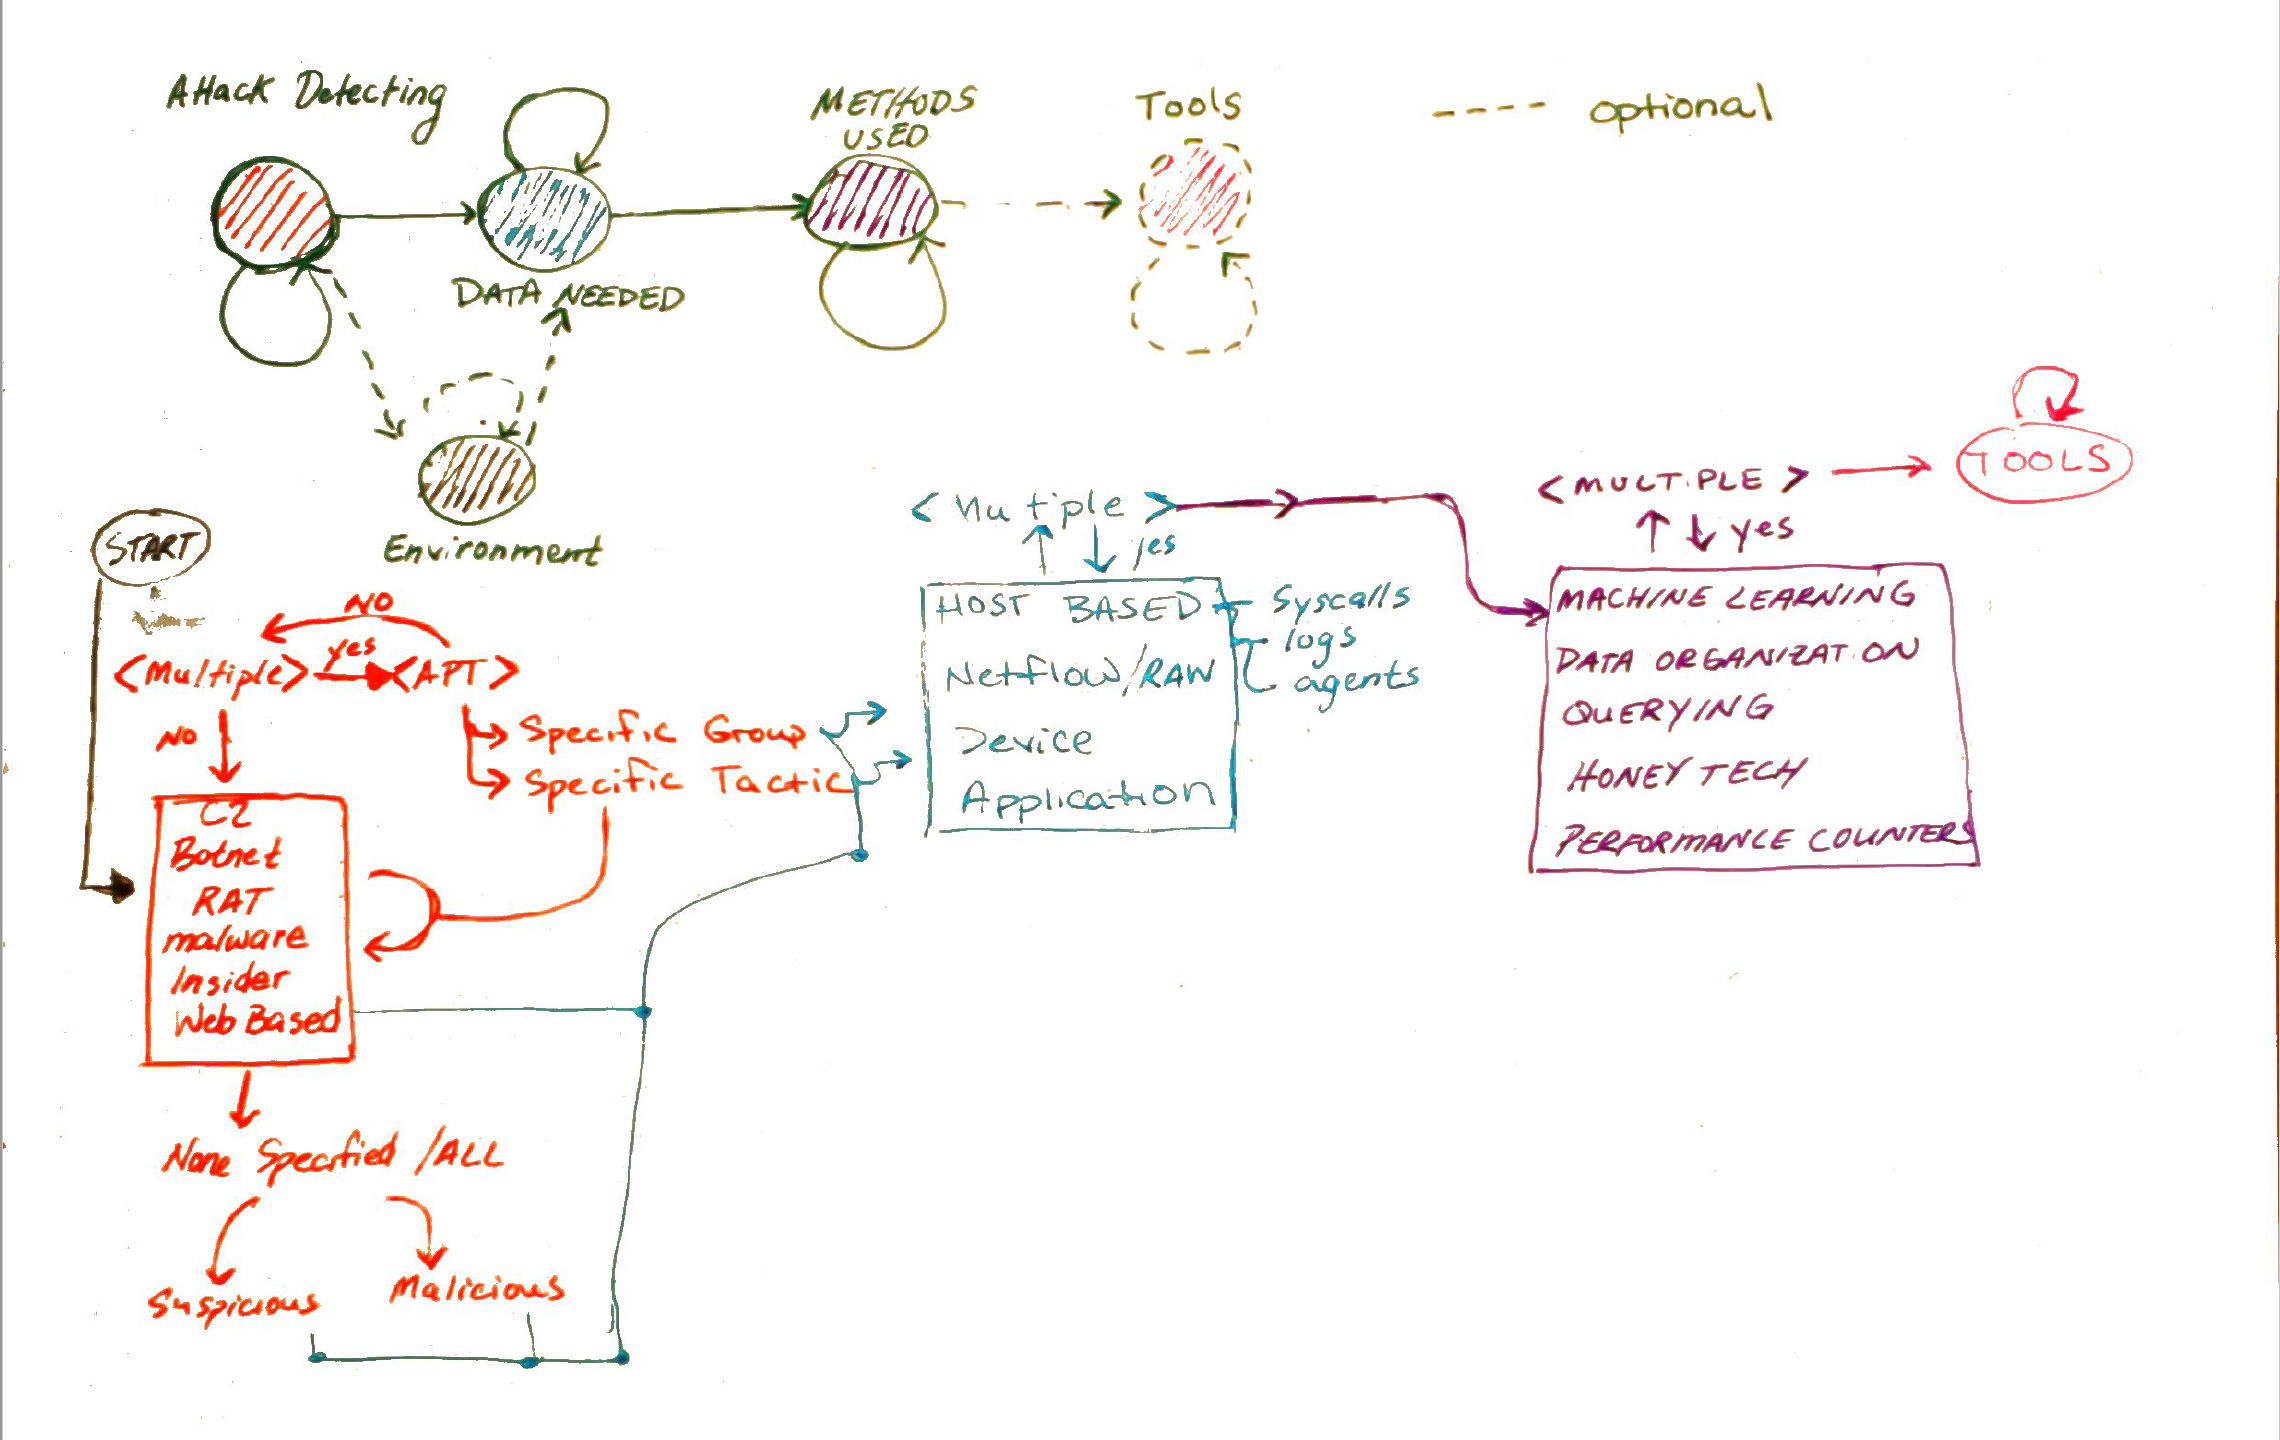 Attack Detecting
METHODS
USED
Tools
optional
DATA NEEDED
Environment
START
NO
<Multiple>
yes
<APT>
NO
Specific Group
Specific Tactic
C2
Botnet
RAT
malware
Insider
Web Based
None Specified /ALL
Suspicious
Malicious
<Multiple>
yes
HOST BASED
Syscalls
logs
agents
Netflow/RAW
Device
Application
<MULTIPLE>
yes
TOOLS
MACHINE LEARNING
DATA ORGANIZATION
QUERYING
HONEY TECH
PERFORMANCE COUNTERS